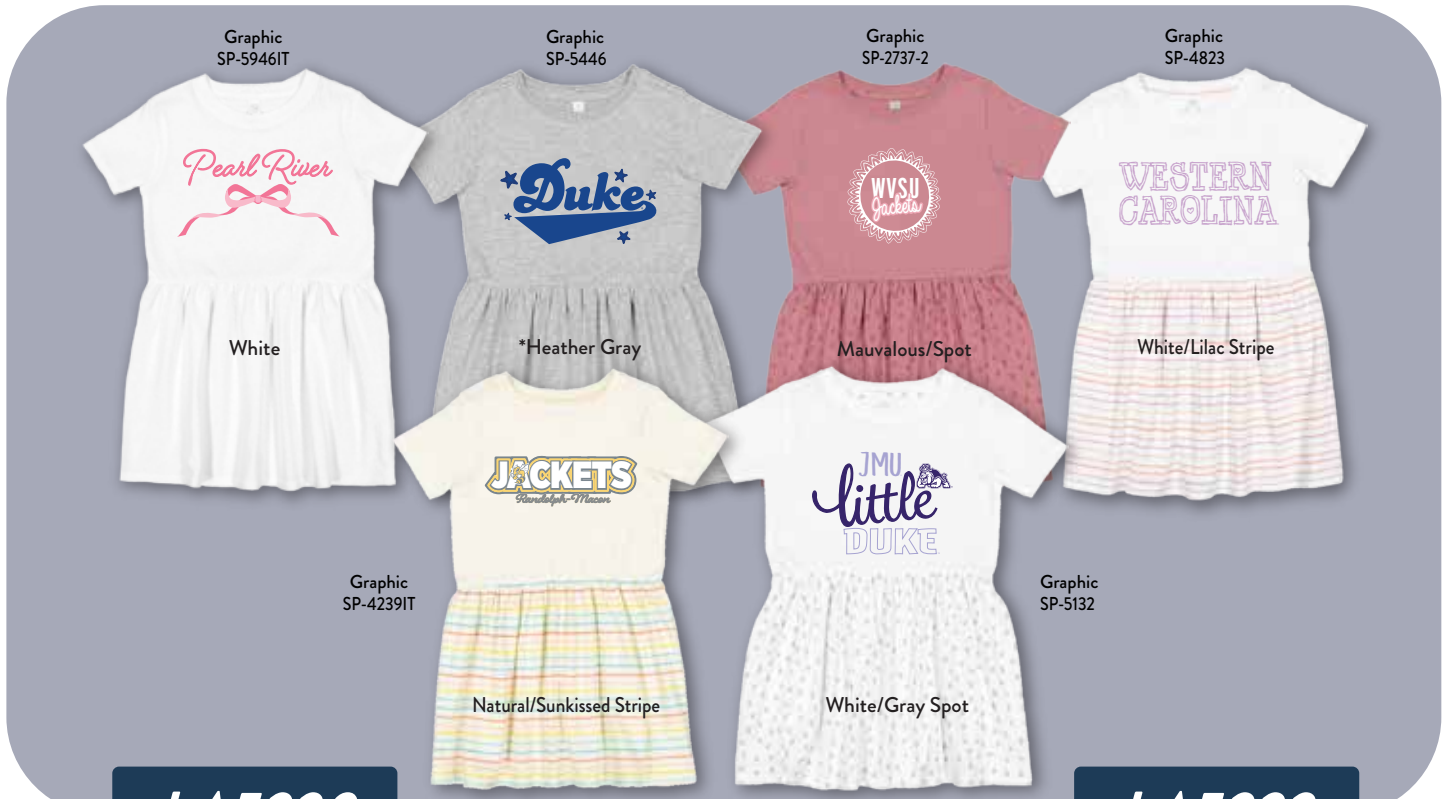 Graphic
SP-5946IT
Graphic
SP-5446
Graphic
SP-2737-2
Graphic
SP-4823
Pearl River
Duke
WVSU
Jackets
WESTERN
CAROLINA
White
*Heather Gray
Mauvalous/Spot
White/Lilac Stripe
JACKETS
Randolph-Macon
JMU
little
DUKE
Graphic
SP-4239IT
Graphic
SP-5132
Natural/Sunkissed Stripe
White/Gray Spot